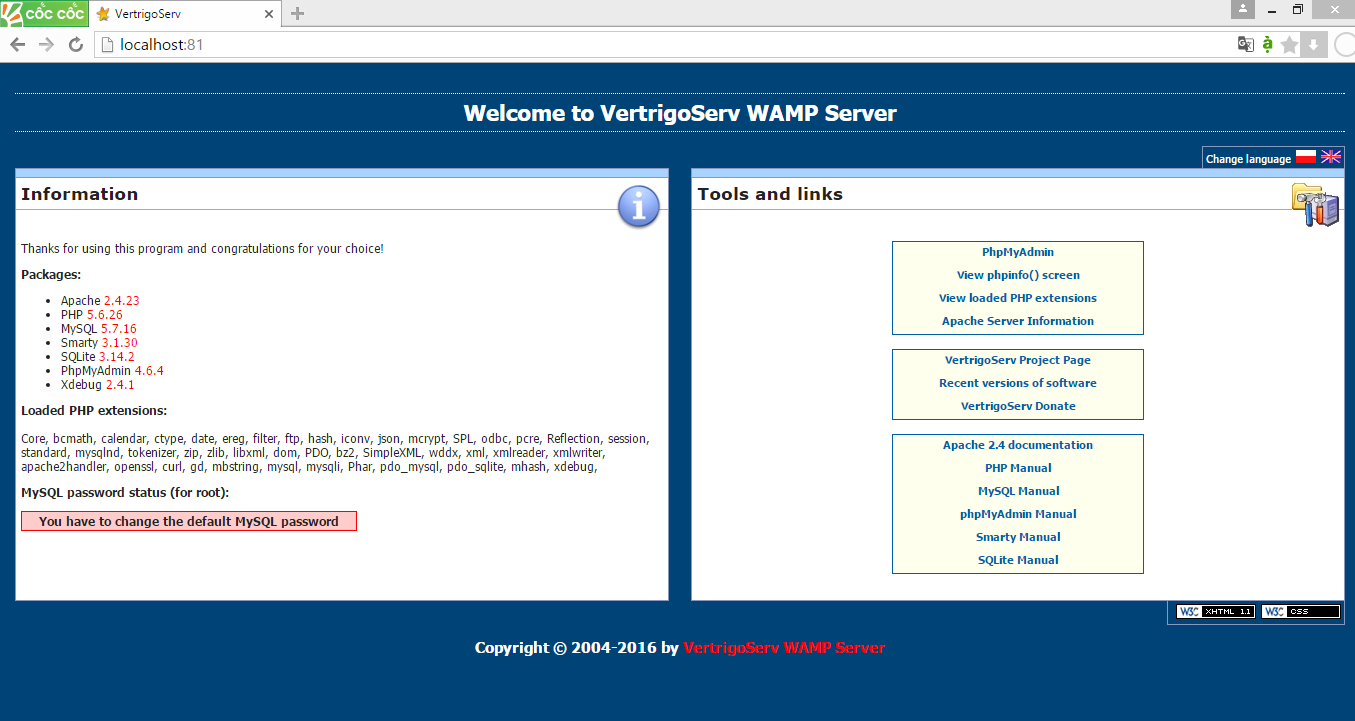 cốc cốc
VertrigoServ
localhost:81
Welcome to VertrigoServ WAMP Server
Change language
Information
Thanks for using this program and congratulations for your choice!
Packages:
Apache 2.4.23
PHP 5.6.26
MySQL 5.7.16
Smarty 3.1.30
SQLite 3.14.2
PhpMyAdmin 4.6.4
Xdebug 2.4.1
Loaded PHP extensions:
Core, bcmath, calendar, ctype, date, ereg, filter, ftp, hash, iconv, json, mcrypt, SPL, odbc, pcre, Reflection, session,
standard, mysqlnd, tokenizer, zip, zlib, libxml, dom, PDO, bz2, SimpleXML, wddx, xml, xmlreader, xmlwriter,
apache2handler, openssl, curl, gd, mbstring, mysql, mysqli, Phar, pdo_mysql, pdo_sqlite, mhash, xdebug,
MySQL password status (for root):
You have to change the default MySQL password
Tools and links
PhpMyAdmin
View phpinfo() screen
View loaded PHP extensions
Apache Server Information
VertrigoServ Project Page
Recent versions of software
VertrigoServ Donate
Apache 2.4 documentation
PHP Manual
MySQL Manual
phpMyAdmin Manual
Smarty Manual
SQLite Manual
W3C XHTML 1.1
W3C CSS
Copyright © 2004-2016 by VertrigoServ WAMP Server